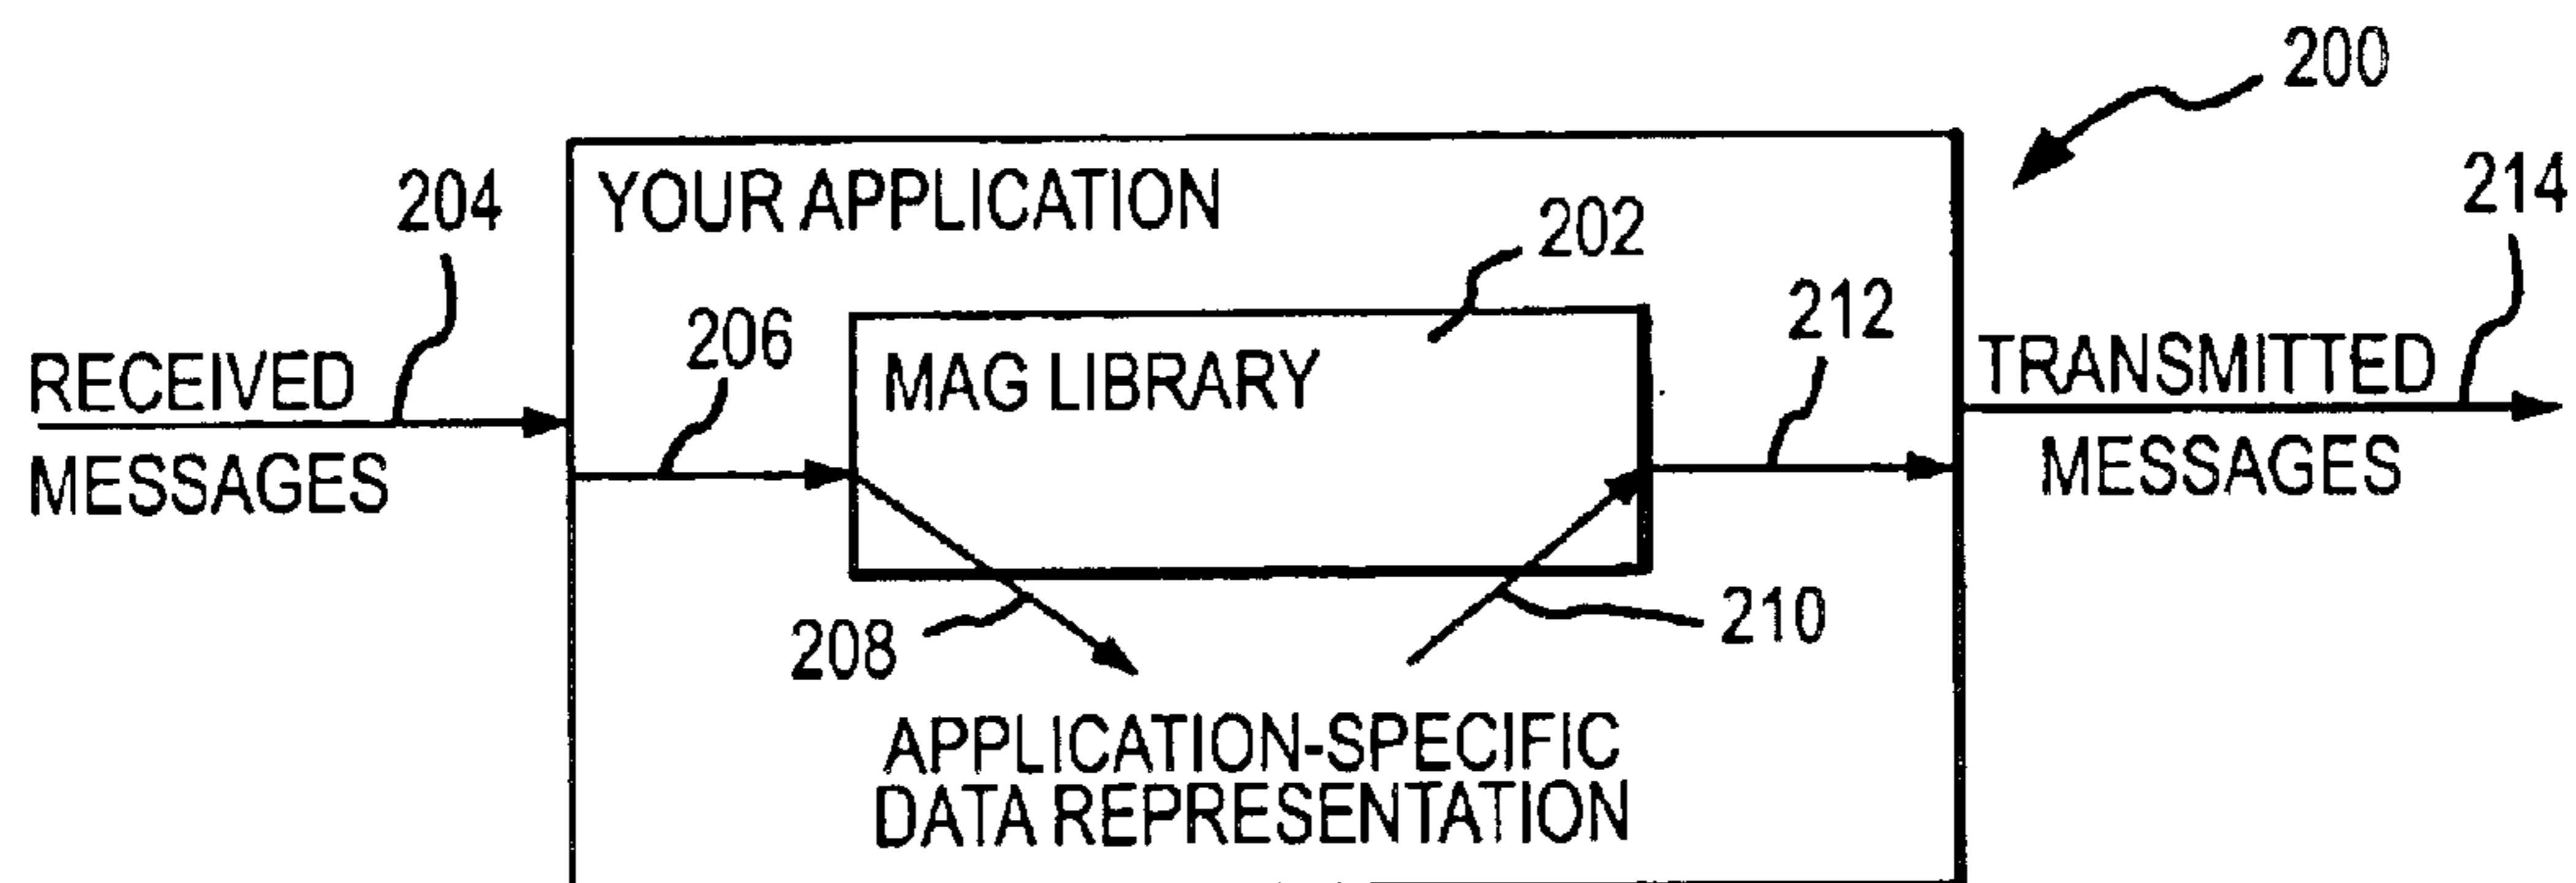 200
204
YOUR APPLICATION
214
202
206
212
RECEIVED
MESSAGES
MAG LIBRARY
TRANSMITTED
MESSAGES
208
210
APPLICATION-SPECIFIC
DATA REPRESENTATION